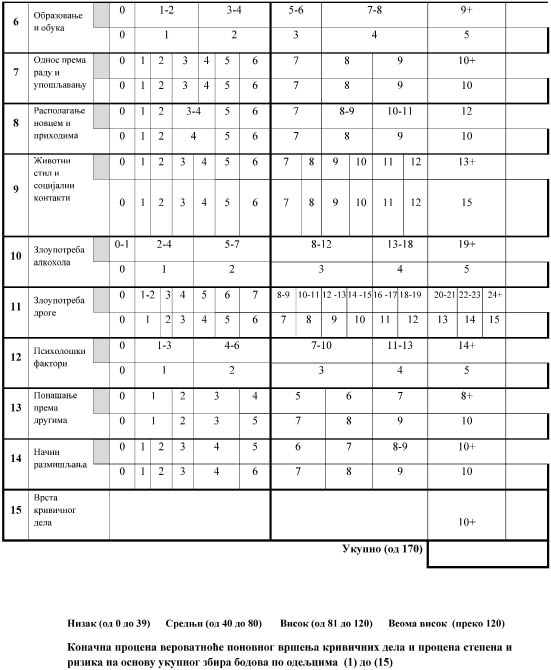 6 Образовање и обука 0 1-2 3-4 5-6 7-8 9+
0 1 2 3 4 5
7 Однос према раду и упошљавању 0 1 2 3 4 5 6 7 8 9 10+
0 1 2 3 4 5 6 7 8 9 10
8 Располагање новцем и приходима 0 1 2 3-4 5 6 7 8-9 10-11 12
0 1 2 4 5 6 7 8 9 10
9 Животни стил и социјални контакти 0 1 2 3 4 5 6 7 8 9 10 11 12 13+
0 1 2 3 4 5 6 7 8 9 10 11 12 15
10 Злоупотреба алкохола 0-1 2-4 5-7 8-12 13-18 19+
0 1 2 3 4 5
11 Злоупотреба дроге 0 1-2 3 4 5 6 7 8-9 10-11 12 -13 14 -15 16 -17 18-19 20-21 22-23 24+
0 1 2 3 4 5 6 7 8 9 10 11 12 13 14 15
12 Психолошки фактори 0 1-3 4-6 7-10 11-13 14+
0 1 2 3 4 5
13 Понашање према другима 0 1 2 3 4 5 6 7 8+
0 1 2 3 5 7 8 9 10
14 Начин размишљања 0 1 2 3 4 5 6 7 8-9 10+
0 1 2 3 4 6 7 8 9 10
15 Врста кривичног дела 10+
Укупно (од 170)
Низак (од 0 до 39) Средњи (од 40 до 80) Висок (од 81 до 120) Веома висок (преко 120)
Коначна процена вероватноће поновног вршења кривичних дела и процена степена и
ризика на основу укупног збира бодова по одељцима (1) до (15)